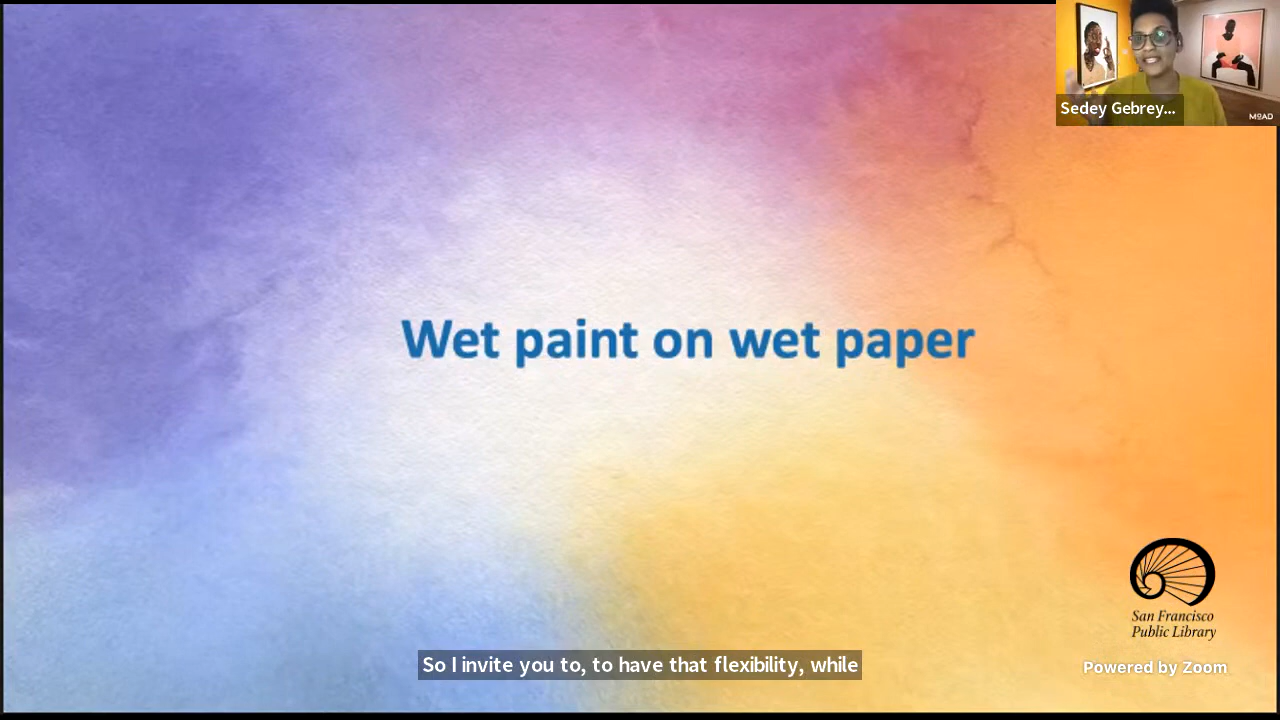 Sedey Gebrey...
MOAD
Wet paint on wet paper
San Francisco
Public Library
So I invite you to, to have that flexibility, while
Powered by Zoom